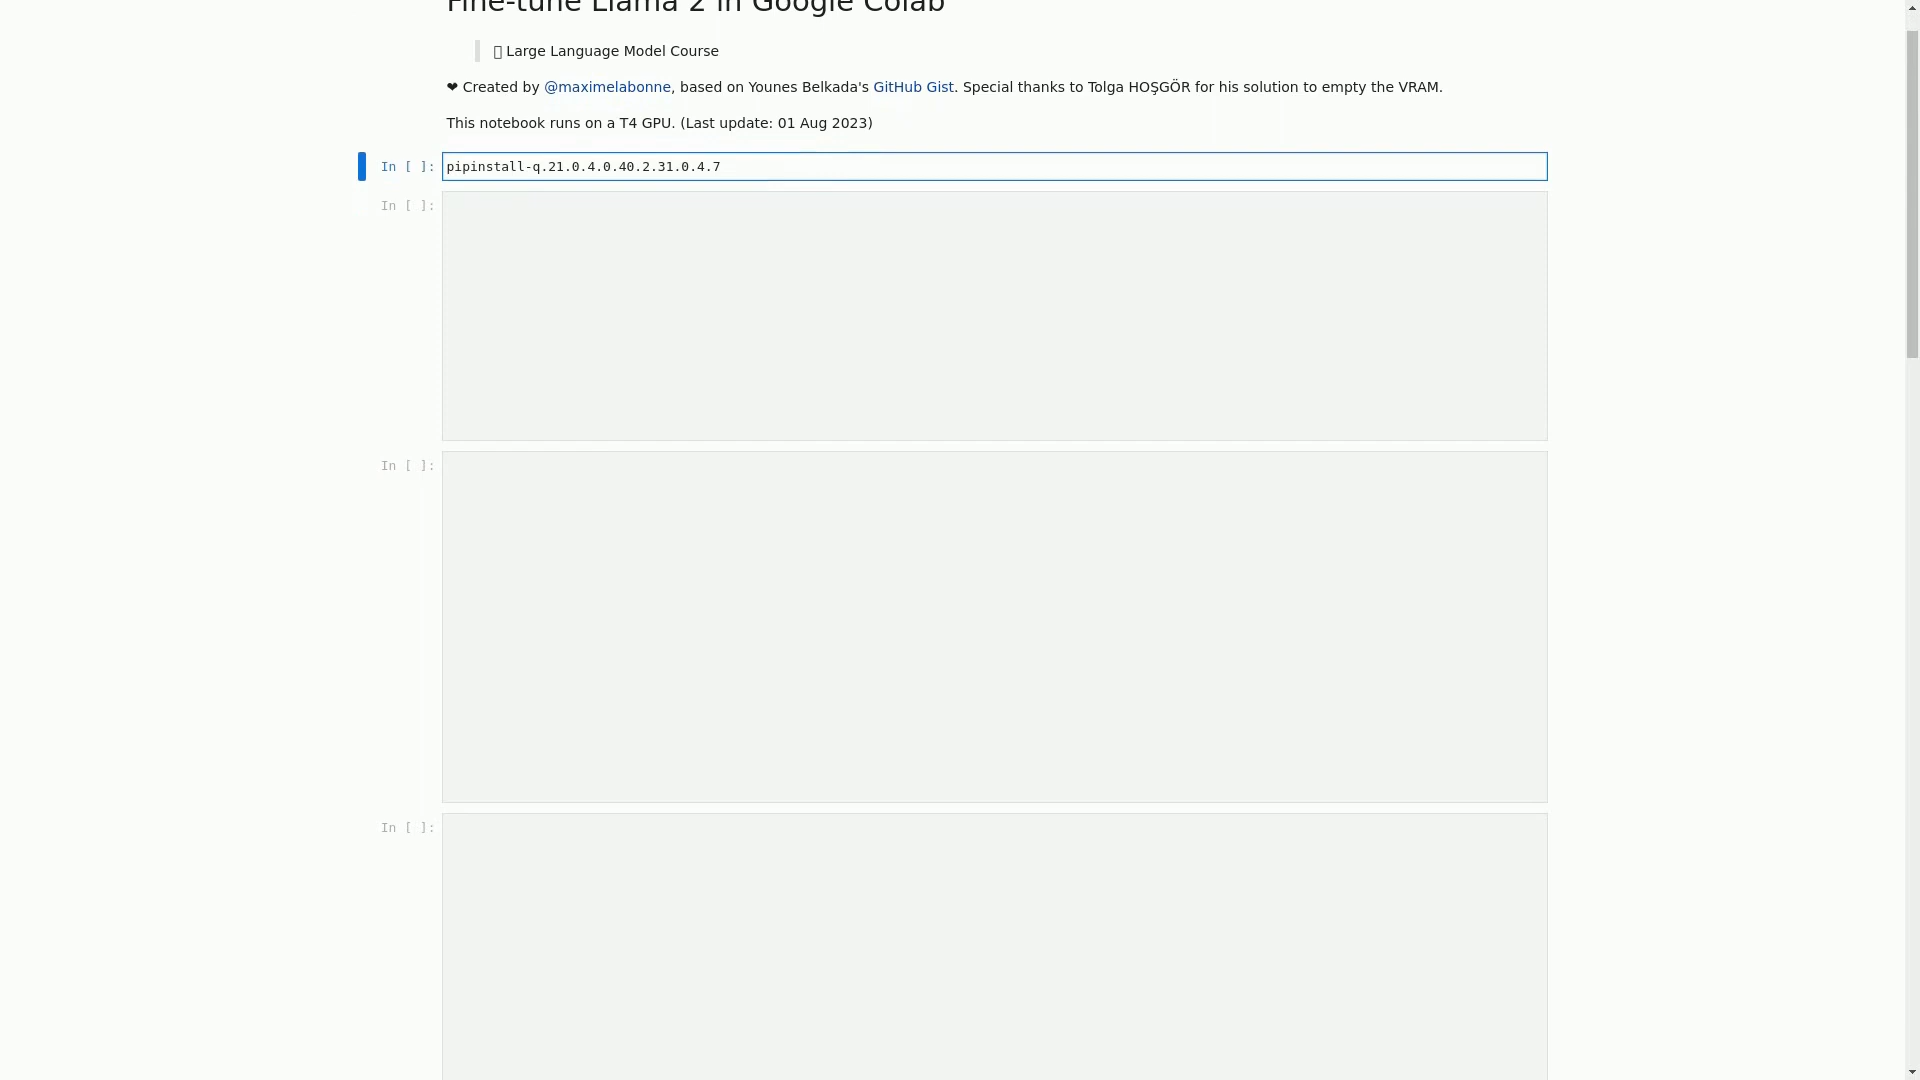 Fine-tune Llama 2 in Google Colab
Large Language Model Course
❤ Created by @maximelabonne, based on Younes Belkada's GitHub Gist. Special thanks to Tolga HOŞGÖR for his solution to empty the VRAM.
This notebook runs on a T4 GPU. (Last update: 01 Aug 2023)
In [ ]: pipinstall-q.21.0.4.0.40.2.31.0.4.7
In [ ]:
In [ ]:
In [ ]: